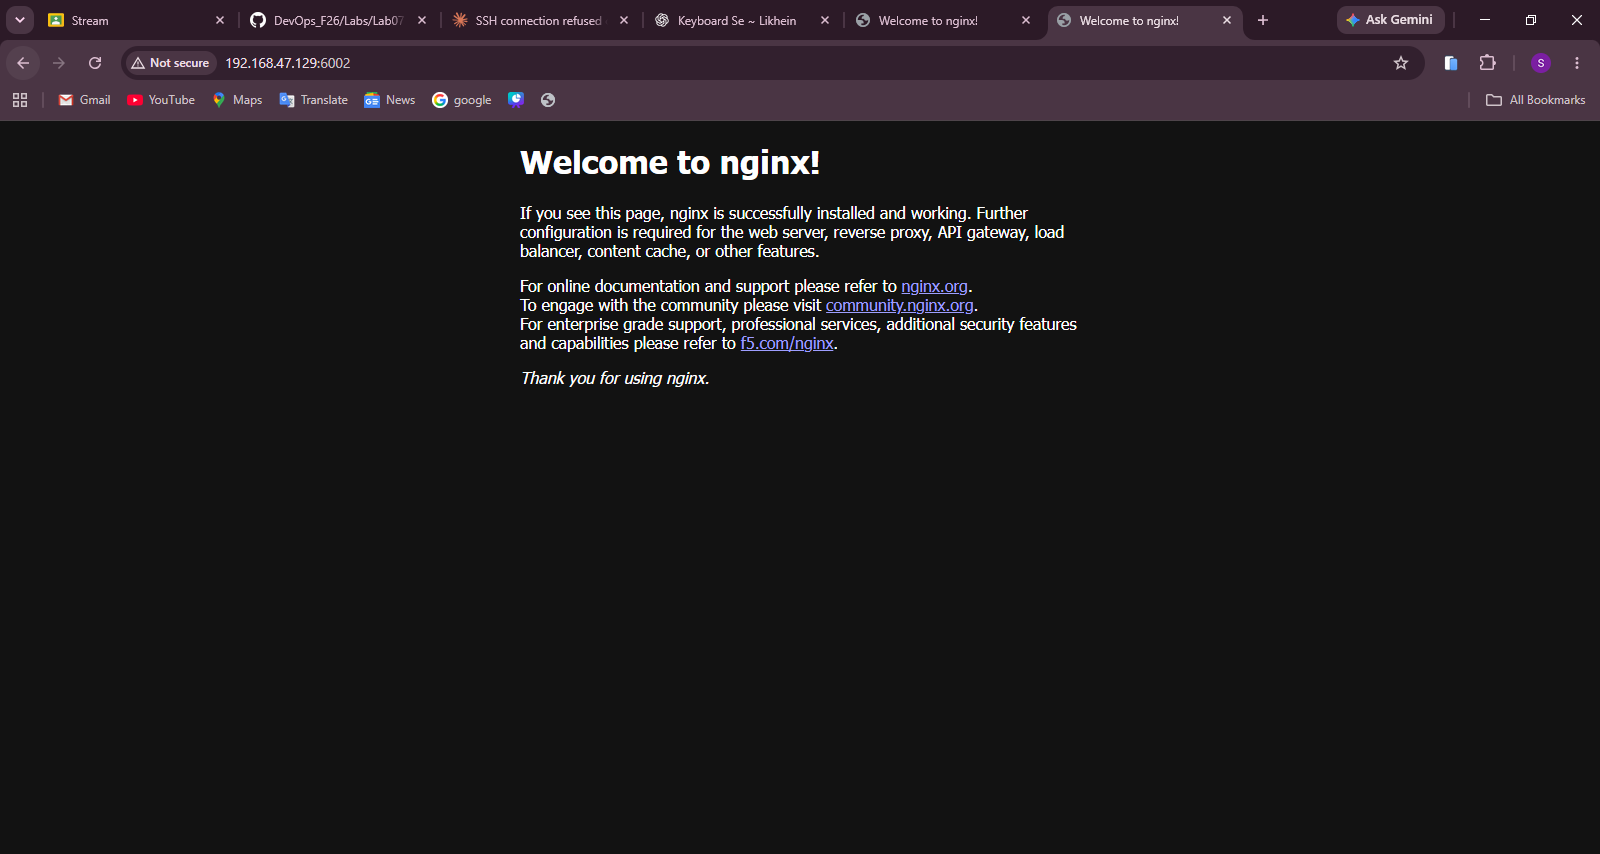 Stream
DevOps_F26/Labs/Lab07
SSH connection refused
Keyboard Se ~ Likhein
Welcome to nginx!
Welcome to nginx!
Ask Gemini
Not secure
192.168.47.129:6002
S
Gmail
YouTube
Maps
Translate
News
google
All Bookmarks
Welcome to nginx!
If you see this page, nginx is successfully installed and working. Further
configuration is required for the web server, reverse proxy, API gateway, load
balancer, content cache, or other features.
For online documentation and support please refer to nginx.org.
To engage with the community please visit community.nginx.org.
For enterprise grade support, professional services, additional security features
and capabilities please refer to f5.com/nginx.
Thank you for using nginx.